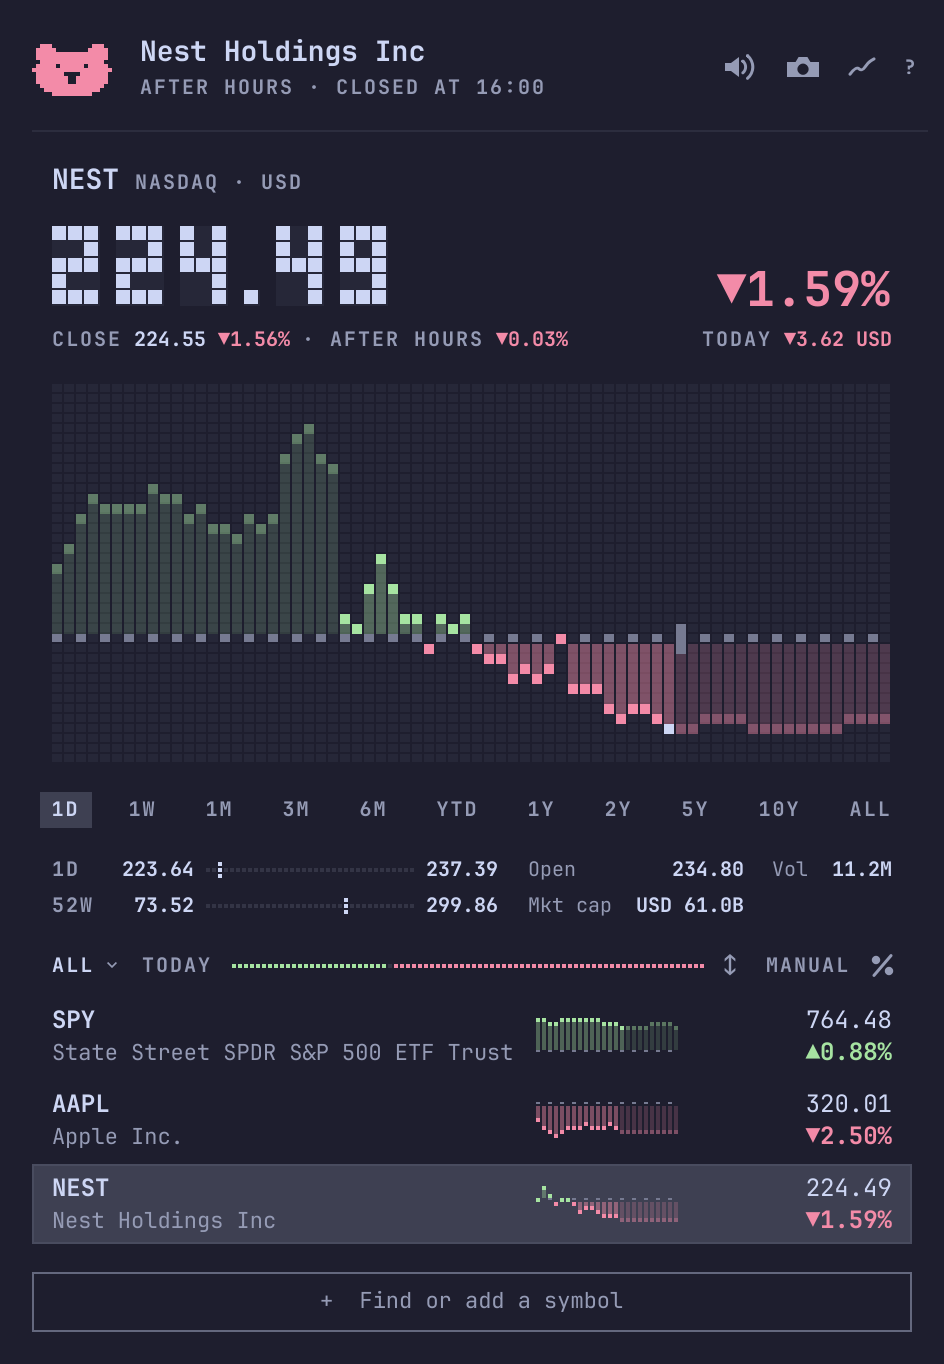 Nest Holdings Inc
AFTER HOURS · CLOSED AT 16:00
?
NEST NASDAQ · USD
224.49
▼1.59%
CLOSE 224.55 ▼1.56% · AFTER HOURS ▼0.03%
TODAY ▼3.62 USD
1D 1W 1M 3M 6M YTD 1Y 2Y 5Y 10Y ALL
1D 223.64 237.39 Open 234.80 Vol 11.2M
52W 73.52 299.86 Mkt cap USD 61.0B
ALL TODAY MANUAL %
SPY 764.48
State Street SPDR S&P 500 ETF Trust ▲0.88%
AAPL 320.01
Apple Inc. ▼2.50%
NEST 224.49
Nest Holdings Inc ▼1.59%
+ Find or add a symbol